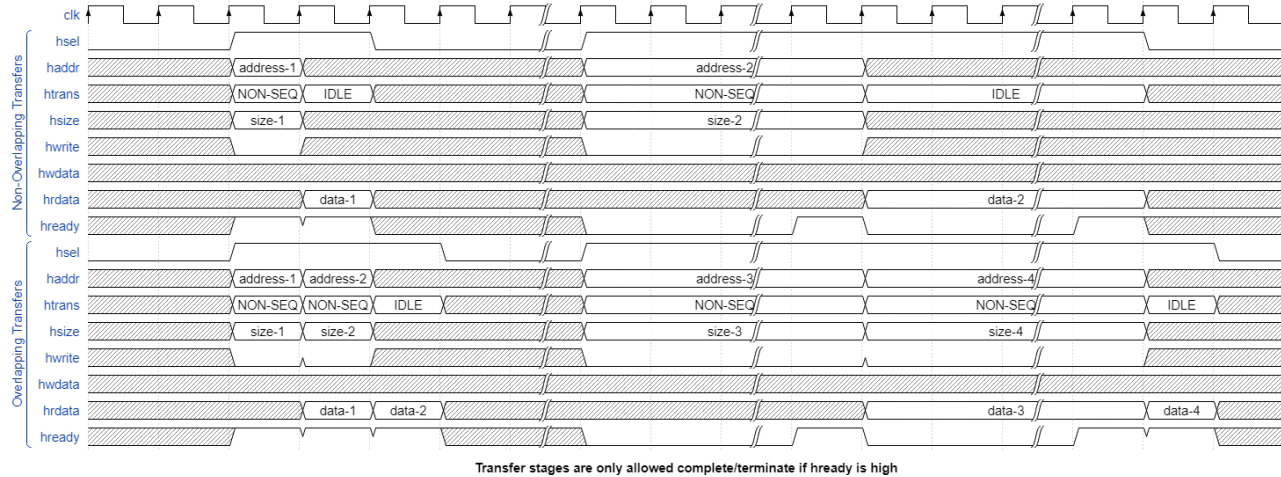 clk
Non-Overlapping Transfers
hsel
haddr address-1 address-2
htrans NON-SEQ IDLE NON-SEQ IDLE
hsize size-1 size-2
hwrite
hwdata
hrdata data-1 data-2
hready
Overlapping Transfers
hsel
haddr address-1 address-2 address-3 address-4
htrans NON-SEQ NON-SEQ IDLE NON-SEQ NON-SEQ IDLE
hsize size-1 size-2 size-3 size-4
hwrite
hwdata
hrdata data-1 data-2 data-3 data-4
hready
Transfer stages are only allowed complete/terminate if hready is high